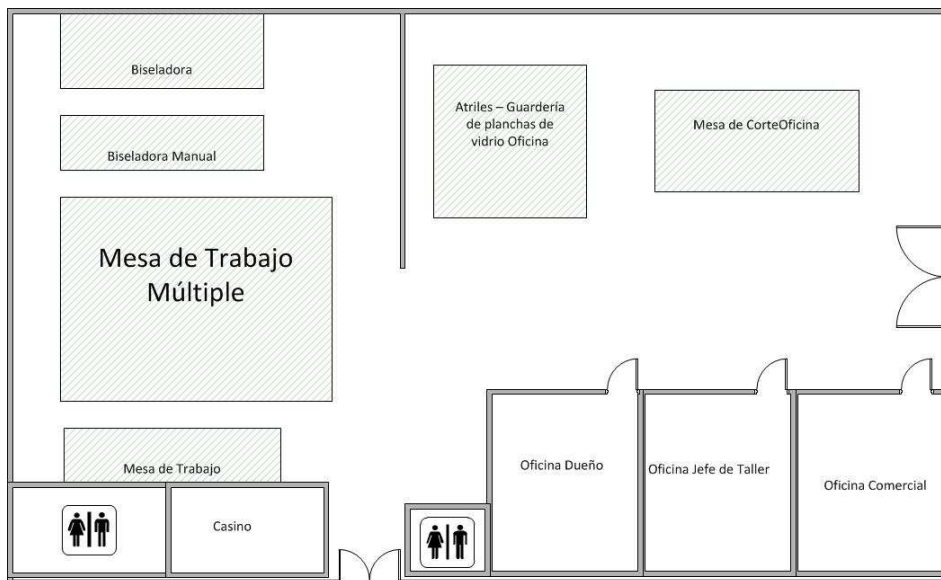 Biseladora
Biseladora Manual
Mesa de Trabajo
Múltiple
Mesa de Trabajo
Casino
Atriles – Guardería
de planchas de
vidrio Oficina
Mesa de CorteOficina
Oficina Dueño
Oficina Jefe de Taller
Oficina Comercial